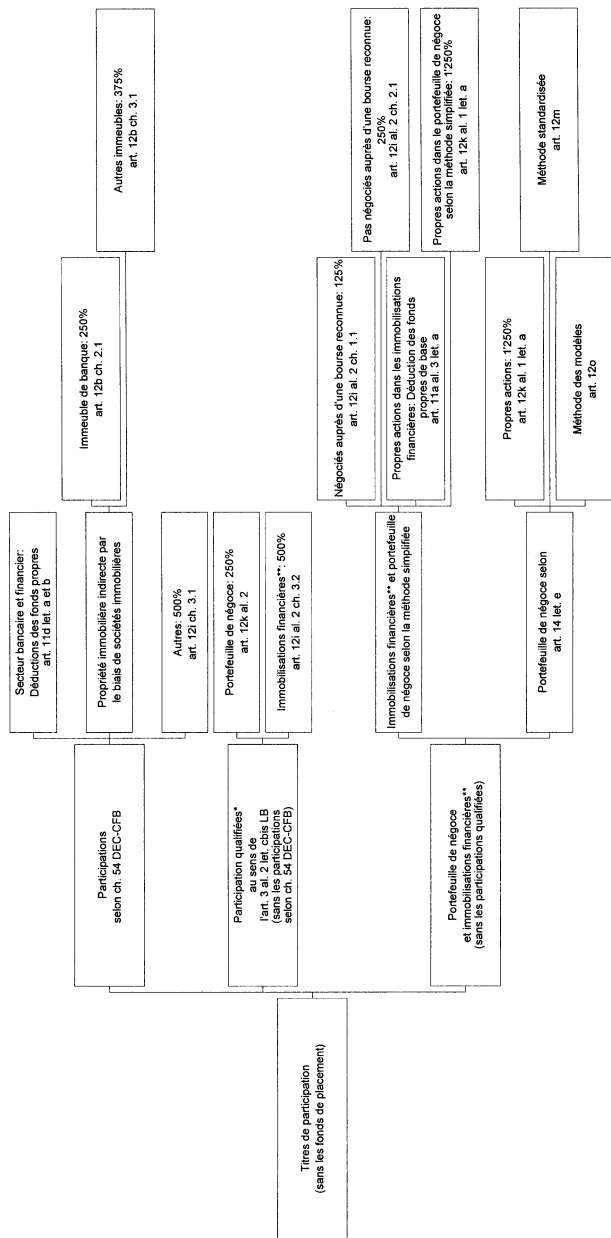 Titres de participation
(sans les fonds de placement)
Participations
selon ch. 54 DEC-CFB
Secteur bancaire et financier:
Déductions des fonds propres
art. 11d let. a et b
Propriété immobilière indirecte par
le biais de sociétés immobilières
Immeuble de banque: 250%
art. 12b ch. 2.1
Autres immeubles: 375%
art. 12b ch. 3.1
Autres: 500%
art. 12i ch. 3.1
Participation qualifiées*
au sens de
l'art. 3 al. 2 let. cbis LB
(sans les participations
selon ch. 54 DEC-CFB)
Portefeuille de négoce: 250%
art. 12k al. 2
Immobilisations financières**: 500%
art. 12i al. 2 ch. 3.2
Portefeuille de négoce
et immobilisations financières**
(sans les participations qualifiées)
Immobilisations financières** et portefeuille
de négoce selon la méthode simplifiée
Négociés auprès d'une bourse reconnue: 125%
art. 12i al. 2 ch. 1.1
Pas négociés auprès d'une bourse reconnue:
250%
art. 12i al. 2 ch. 2.1
Propres actions dans les immobilisations
financières: Déduction des fonds
propres de base
art. 11a al. 3 let. a
Propres actions dans le portefeuille de négoce
selon la méthode simplifiée: 1'250%
art. 12k al. 1 let. a
Portefeuille de négoce selon
art. 14 let. e
Propres actions: 1'250%
art. 12k al. 1 let. a
Méthode standardisée
art. 12m
Méthode des modèles
art. 12o